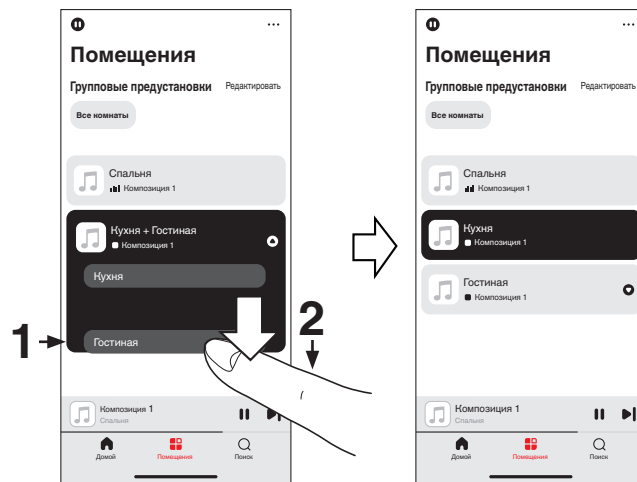 Помещения
Групповые предустановки Редактировать
Все комнаты
Спальня
Композиция 1
Кухня + Гостиная
Композиция 1
Кухня
Гостиная
1
2
Композиция 1
Спальня
Домой Помещения Поиск
Помещения
Групповые предустановки Редактировать
Все комнаты
Спальня
Композиция 1
Кухня
Композиция 1
Гостиная
Композиция 1
Композиция 1
Спальня
Домой Помещения Поиск